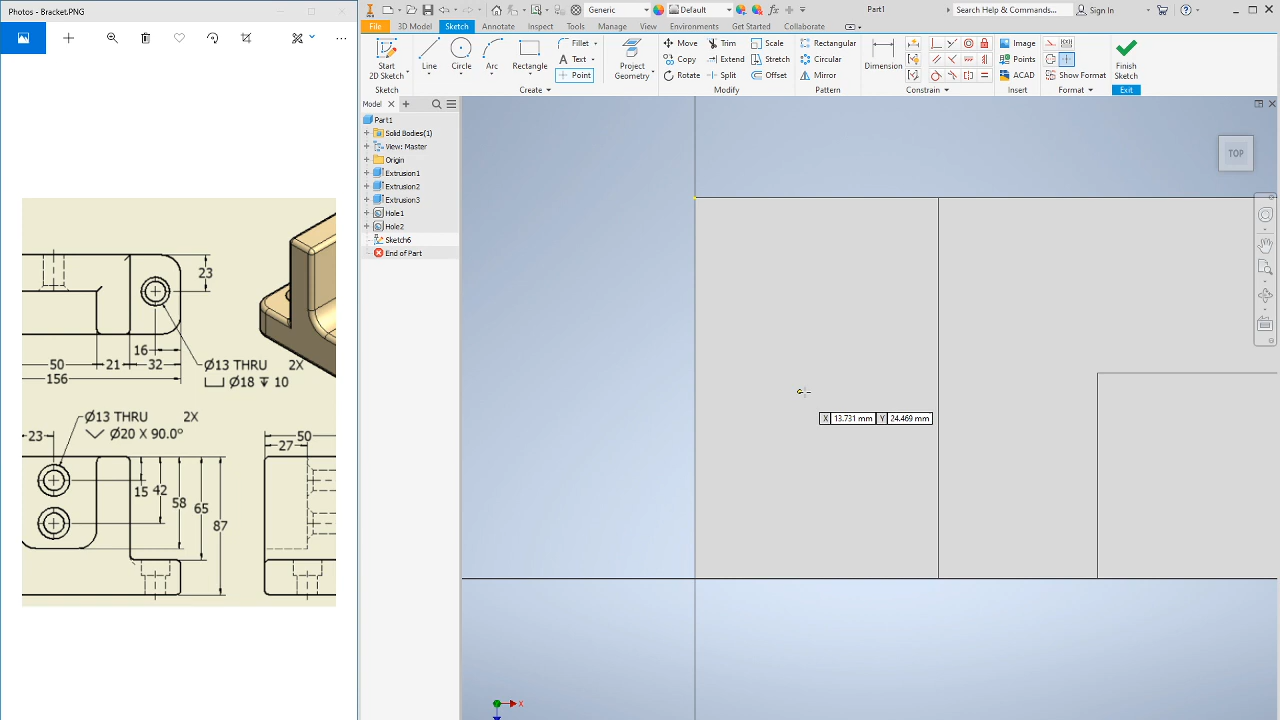 Photos - Bracket.PNG
23
16
50
21
32
156
Ø13 THRU 2X
Ø18 10
Ø13 THRU 2X
Ø20 X 90.0°
23
50
27
15
42
58
65
87
Generic
Default
Part1
Search Help & Commands...
Sign In
File
3D Model
Sketch
Annotate
Inspect
Tools
Manage
View
Environments
Get Started
Collaborate
Start
2D Sketch
Line
Circle
Arc
Rectangle
Fillet
Text
Point
Project
Geometry
Move
Copy
Rotate
Trim
Extend
Split
Scale
Stretch
Offset
Rectangular
Circular
Mirror
Dimension
Image
Points
ACAD
Show Format
Finish
Sketch
Sketch
Create
Modify
Pattern
Constrain
Insert
Format
Exit
Model
Part1
Solid Bodies(1)
View: Master
Origin
Extrusion1
Extrusion2
Extrusion3
Hole1
Hole2
Sketch6
End of Part
TOP
X 13.731 mm Y 24.469 mm
X